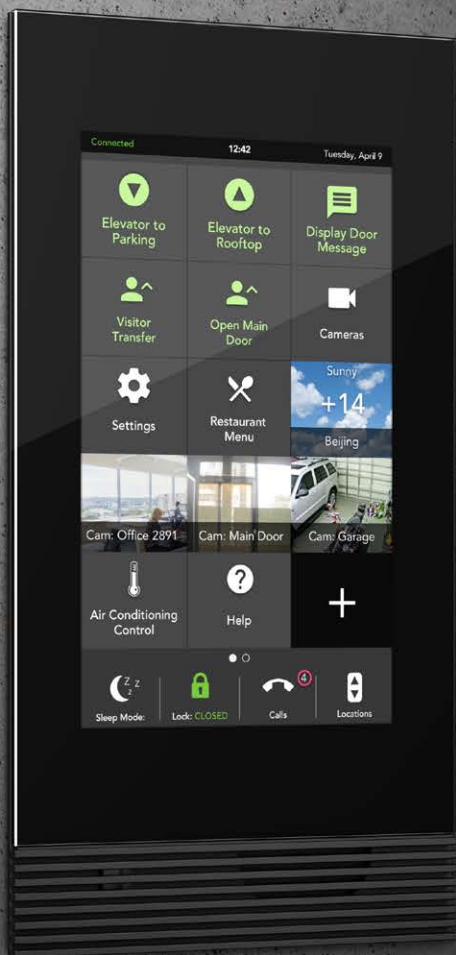 Connected 12:42 Tuesday, April 9
Elevator to
Parking
Elevator to
Rooftop
Display Door
Message
Visitor
Transfer
Open Main
Door
Cameras
Settings
Restaurant
Menu
Sunny
+14
Beijing
Cam: Office 2891
Cam: Main Door
Cam: Garage
Air Conditioning
Control
?
Help
+
z z z
Sleep Mode:
Lock: CLOSED
4
Calls
Locations